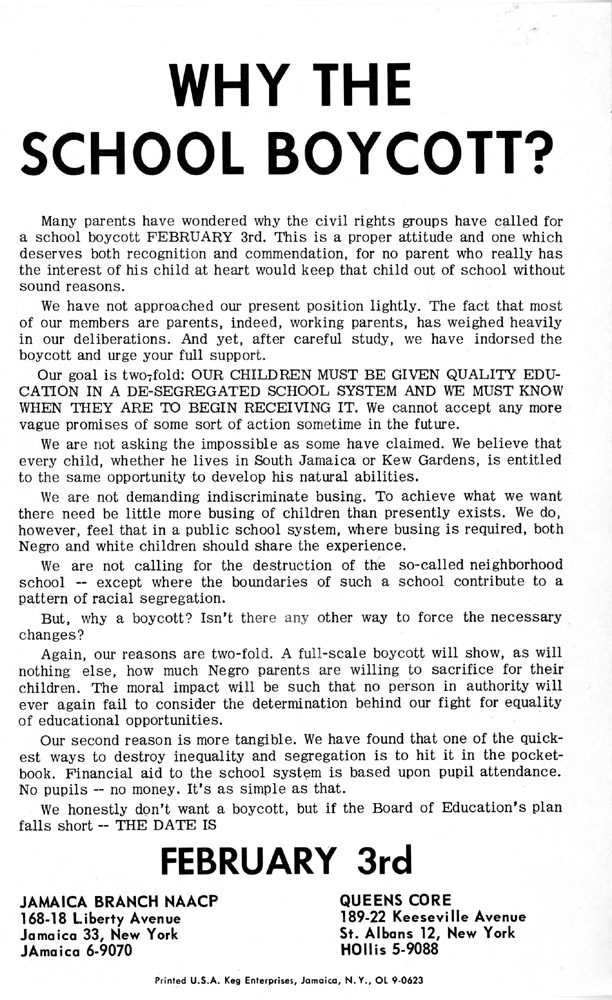 WHY THE
SCHOOL BOYCOTT?
Many parents have wondered why the civil rights groups have called for
a school boycott FEBRUARY 3rd. This is a proper attitude and one which
deserves both recognition and commendation, for no parent who really has
the interest of his child at heart would keep that child out of school without
sound reasons.
We have not approached our present position lightly. The fact that most
of our members are parents, indeed, working parents, has weighed heavily
in our deliberations. And yet, after careful study, we have indorsed the
boycott and urge your full support.
Our goal is two-fold: OUR CHILDREN MUST BE GIVEN QUALITY EDU-
CATION IN A DE-SEGREGATED SCHOOL SYSTEM AND WE MUST KNOW
WHEN THEY ARE TO BEGIN RECEIVING IT. We cannot accept any more
vague promises of some sort of action sometime in the future.
We are not asking the impossible as some have claimed. We believe that
every child, whether he lives in South Jamaica or Kew Gardens, is entitled
to the same opportunity to develop his natural abilities.
We are not demanding indiscriminate busing. To achieve what we want
there need be little more busing of children than presently exists. We do,
however, feel that in a public school system, where busing is required, both
Negro and white children should share the experience.
We are not calling for the destruction of the so-called neighborhood
school -- except where the boundaries of such a school contribute to a
pattern of racial segregation.
But, why a boycott? Isn't there any other way to force the necessary
changes?
Again, our reasons are two-fold. A full-scale boycott will show, as will
nothing else, how much Negro parents are willing to sacrifice for their
children. The moral impact will be such that no person in authority will
ever again fail to consider the determination behind our fight for equality
of educational opportunities.
Our second reason is more tangible. We have found that one of the quick-
est ways to destroy inequality and segregation is to hit it in the pocket-
book. Financial aid to the school system is based upon pupil attendance.
No pupils -- no money. It's as simple as that.
We honestly don't want a boycott, but if the Board of Education's plan
falls short -- THE DATE IS
FEBRUARY 3rd
JAMAICA BRANCH NAACP
168-18 Liberty Avenue
Jamaica 33, New York
JAmaica 6-9070
QUEENS CORE
189-22 Keeseville Avenue
St. Albans 12, New York
HOllis 5-9088
Printed U.S.A. Keg Enterprises, Jamaica, N.Y., OL 9-0623